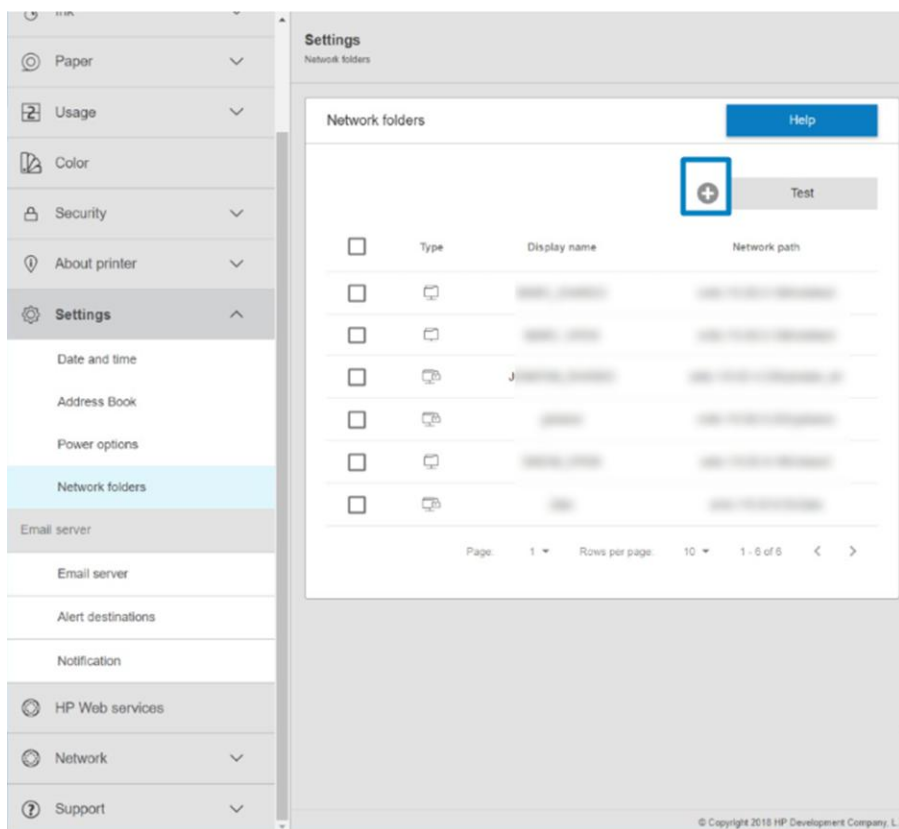 Ink
Paper
Usage
Color
Security
About printer
Settings
Date and time
Address Book
Power options
Network folders
Email server
Email server
Alert destinations
Notification
HP Web services
Network
Support
Settings
Network folders
Network folders
Help
Test
Type Display name Network path
Page: 1 Rows per page: 10 1 - 6 of 6
© Copyright 2018 HP Development Company, L